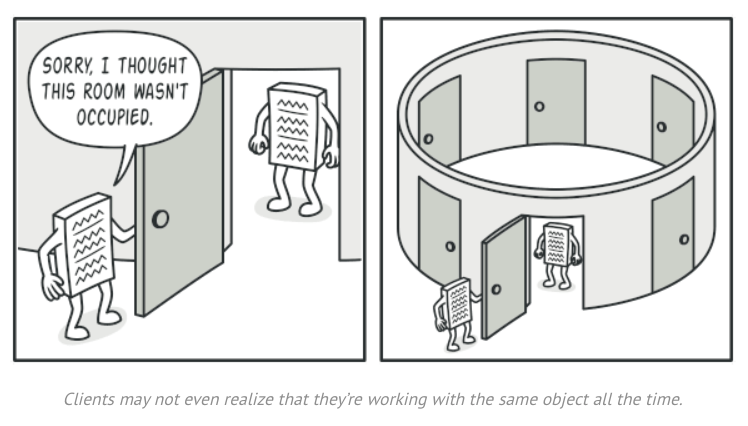 SORRY, I THOUGHT
THIS ROOM WASN'T
OCCUPIED.
Clients may not even realize that they're working with the same object all the time.